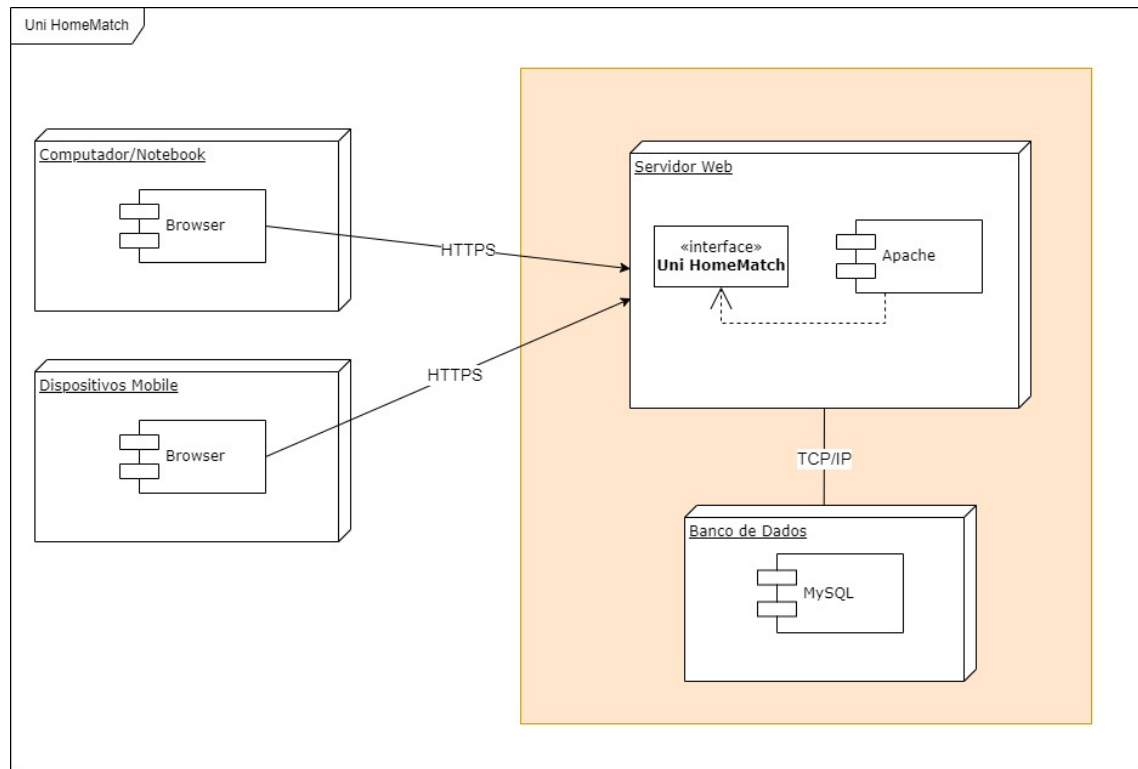 Uni HomeMatch
Computador/Notebook
Browser
HTTPS
Dispositivos Mobile
Browser
HTTPS
Servidor Web
«interface»
Uni HomeMatch
Apache
TCP/IP
Banco de Dados
MySQL